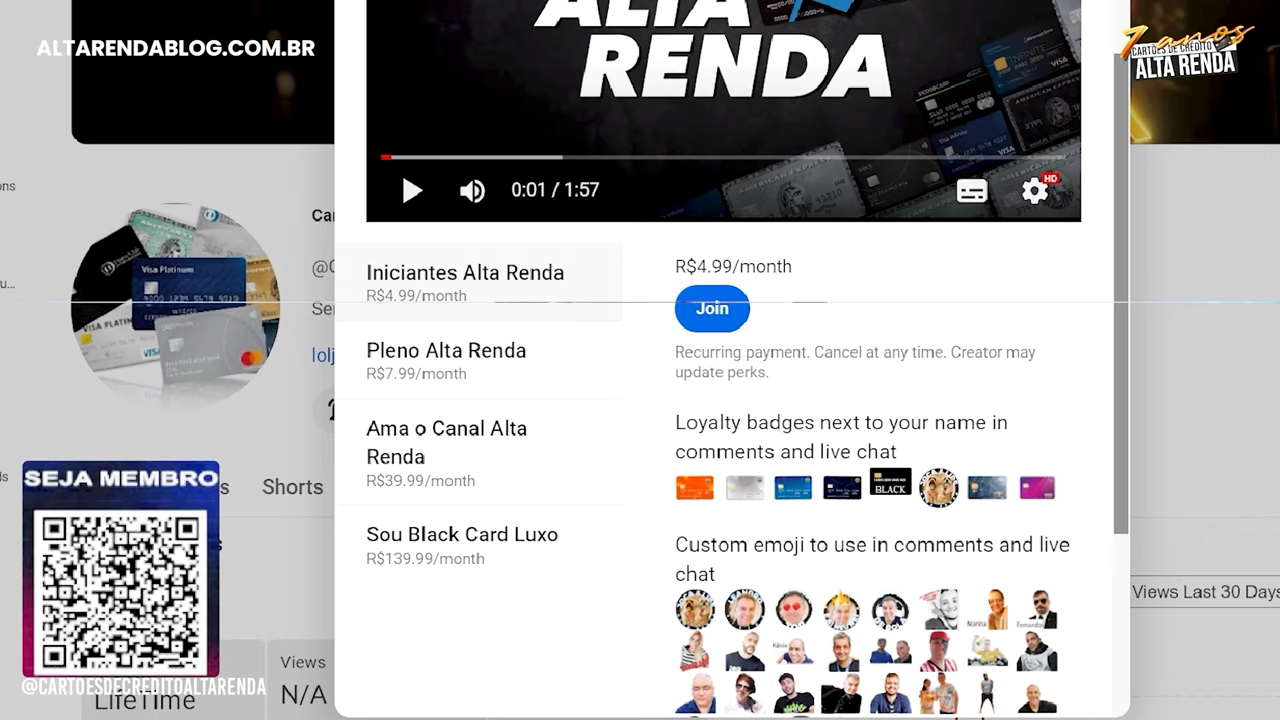 ALTARENDABLOG.COM.BR
7 anos
CARTÕES DE CRÉDITO
ALTA RENDA
ALTA
RENDA
0:01 / 1:57
HD
Visa Platinum
Iniciantes Alta Renda
R$4.99/month
Pleno Alta Renda
R$7.99/month
Ama o Canal Alta
Renda
R$39.99/month
Sou Black Card Luxo
R$139.99/month
R$4.99/month
Join
Recurring payment. Cancel at any time. Creator may
update perks.
Loyalty badges next to your name in
comments and live chat
BLACK
Custom emoji to use in comments and live
chat
Shorts
SEJA MEMBRO
@CARTOESDECREDITOALTARENDA
LifeTime
Views
N/A
Views Last 30 Days